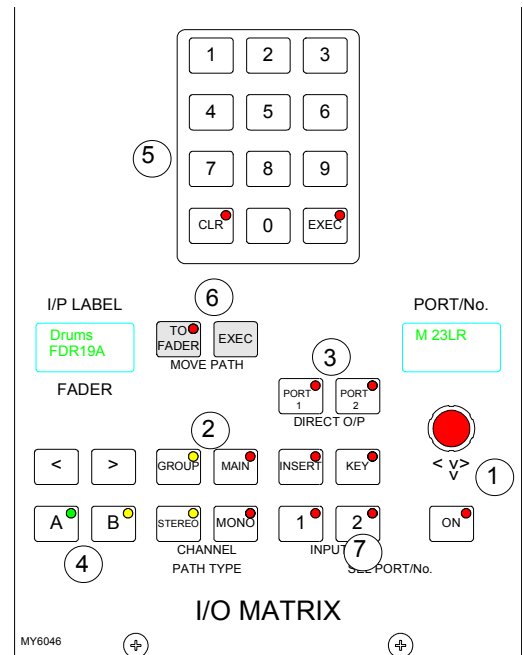 1 2 3
4 5 6
5
7 8 9
CLR 0 EXEC
6
I/P LABEL
PORT/No.
Drums
FDR19A
TO
FADER
EXEC
M 23LR
MOVE PATH
3
FADER
PORT
1
PORT
2
DIRECT O/P
2
< > GROUP MAIN INSERT KEY
< v>
v
1
A B STEREO MONO 1 2 ON
4
CHANNEL
INPUT
7
PATH TYPE
SEL PORT/No.
I/O MATRIX
MY6046